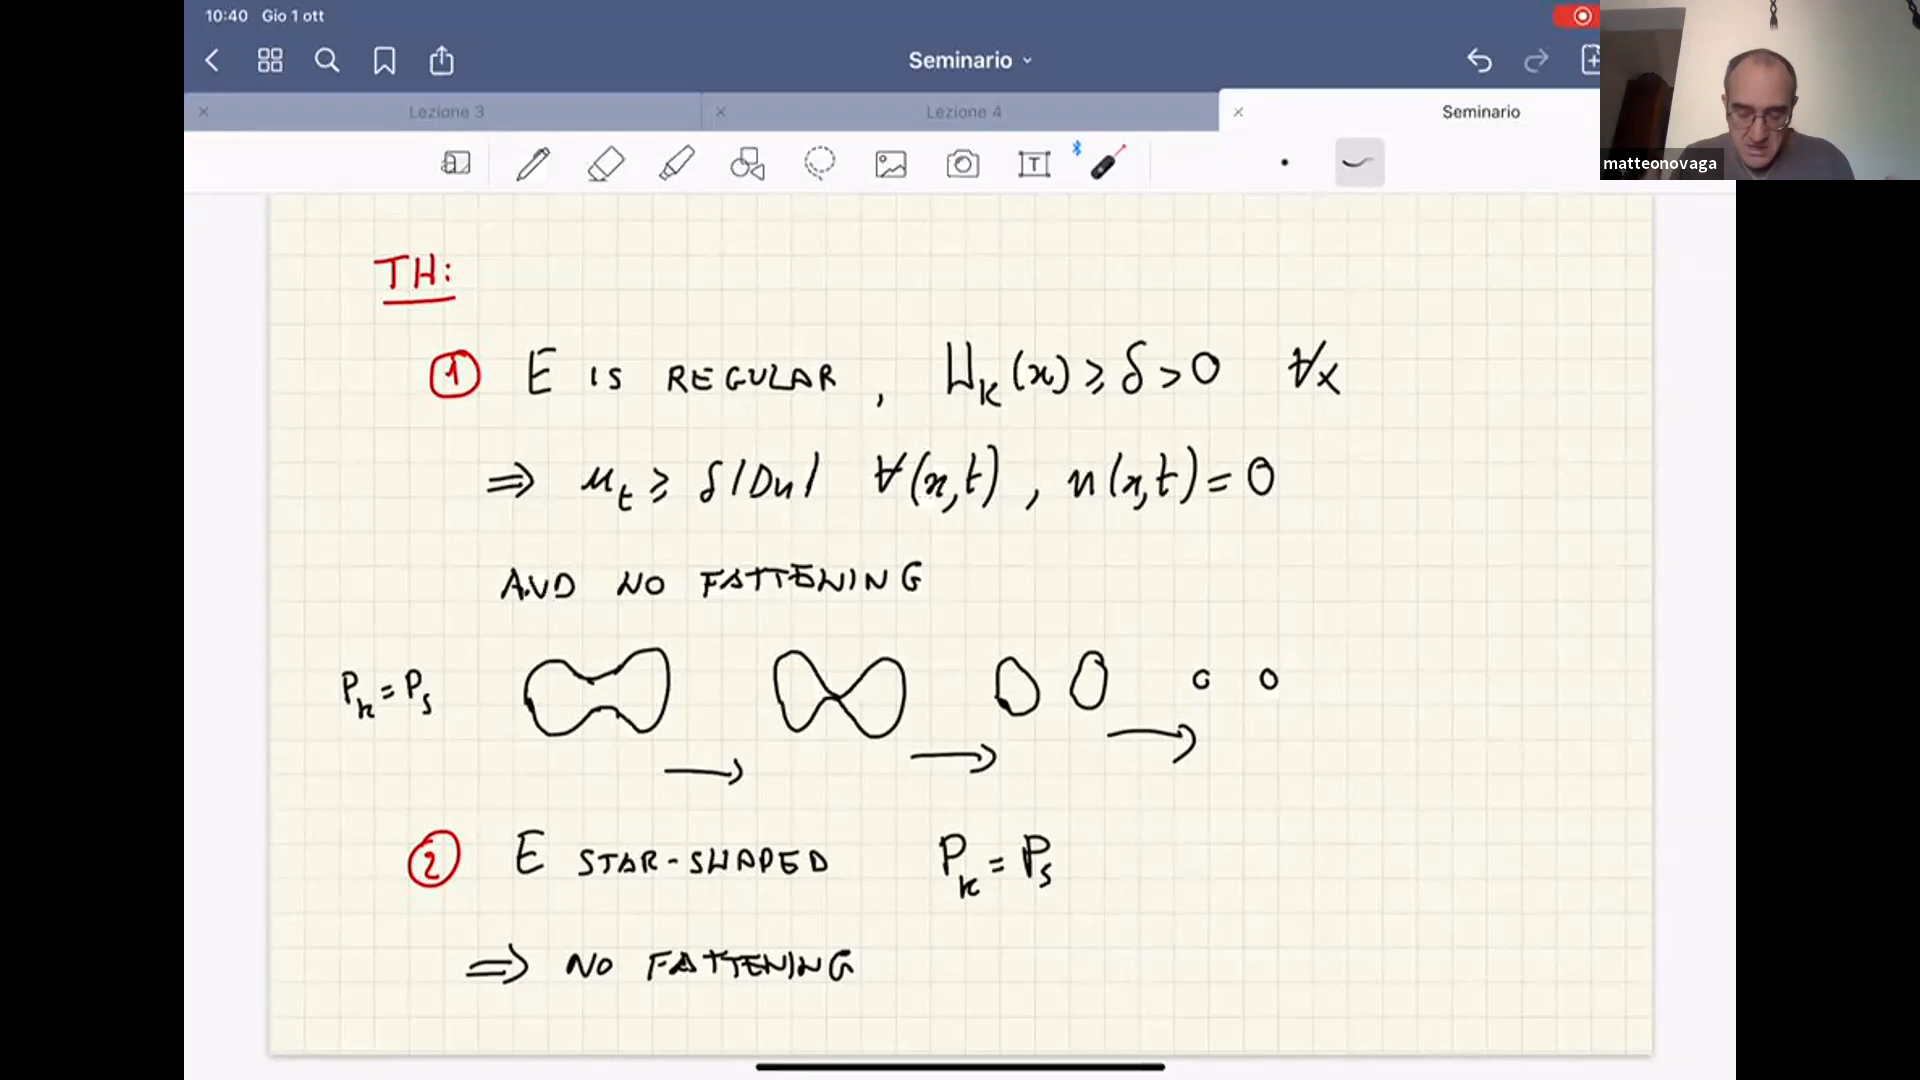 10:40 Gio 1 ott
Seminario
Lezione 3
Lezione 4
Seminario
T
matteonovaga
TH:
① E IS REGULAR, H_k(x) ≥ δ > 0 ∀x
⇒ u_t ≥ δ|Du| ∀(x,t), u(x,t) = 0
AND NO FATTENING
P_k = P_s
② E STAR-SHAPED P_k = P_s
⇒ NO FATTENING